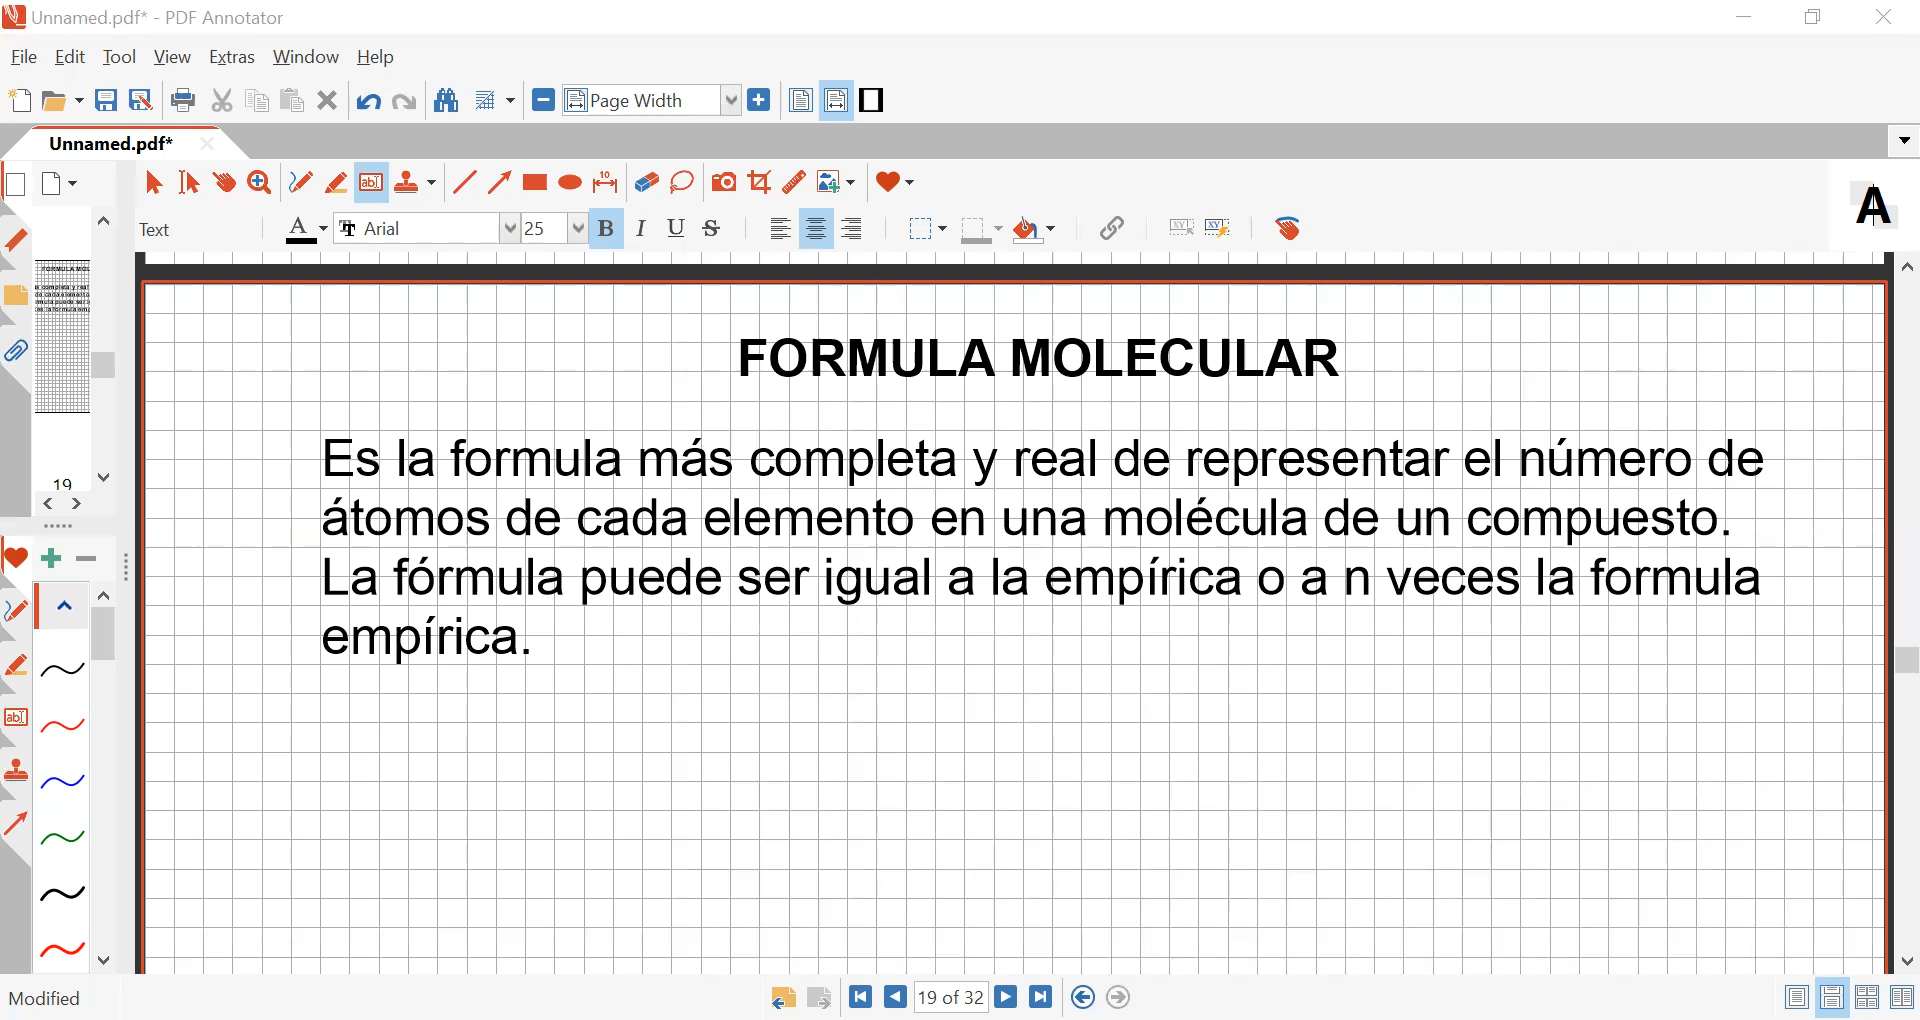 Unnamed.pdf* - PDF Annotator
File Edit Tool View Extras Window Help
Page Width
Unnamed.pdf*
Text A Arial 25 B I U S
A
FORMULA MOLECULAR
Es la formula más completa y real de representar el número de
átomos de cada elemento en una molécula de un compuesto.
La fórmula puede ser igual a la empírica o a n veces la formula
empírica.
19
Modified
19 of 32